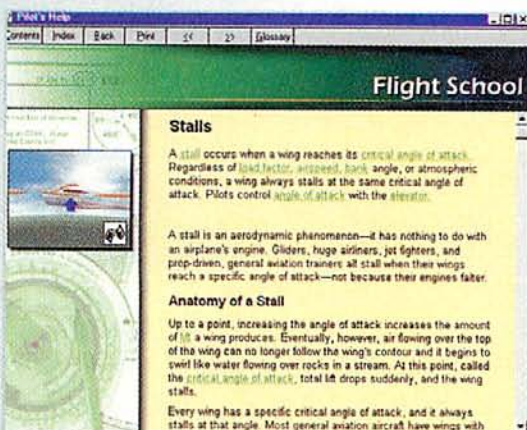 Pilot's Help
Contents Index Back Print << >> Glossary
Flight School
Stalls
A stall occurs when a wing reaches its critical angle of attack.
Regardless of load factor, airspeed, bank angle, or atmospheric
conditions, a wing always stalls at the same critical angle of
attack. Pilots control angle of attack with the elevator.
A stall is an aerodynamic phenomenon—it has nothing to do with
an airplane's engine. Gliders, huge airliners, jet fighters, and
prop-driven, general aviation trainers all stall when their wings
reach a specific angle of attack—not because their engines falter.
Anatomy of a Stall
Up to a point, increasing the angle of attack increases the amount
of lift a wing produces. Eventually, however, air flowing over the top
of the wing can no longer follow the wing's contour and it begins to
swirl like water flowing over rocks in a stream. At this point, called
the critical angle of attack, total lift drops suddenly, and the wing
stalls.
Every wing has a specific critical angle of attack, and it always
stalls at that angle. Most general aviation aircraft have wings with